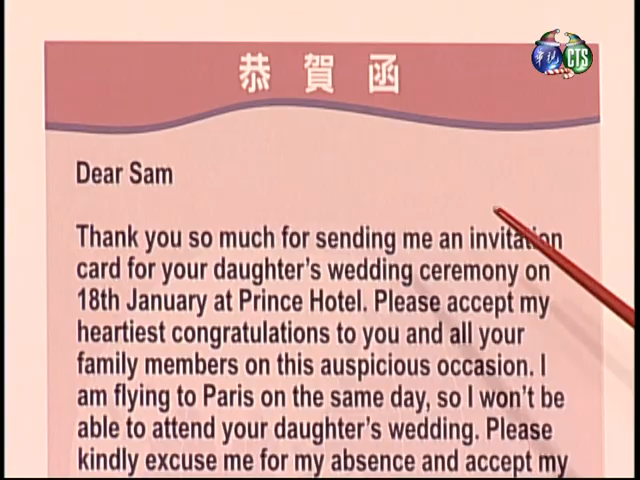 華視 CTS
恭賀函
Dear Sam
Thank you so much for sending me an invitation
card for your daughter's wedding ceremony on
18th January at Prince Hotel. Please accept my
heartiest congratulations to you and all your
family members on this auspicious occasion. I
am flying to Paris on the same day, so I won't be
able to attend your daughter's wedding. Please
kindly excuse me for my absence and accept my